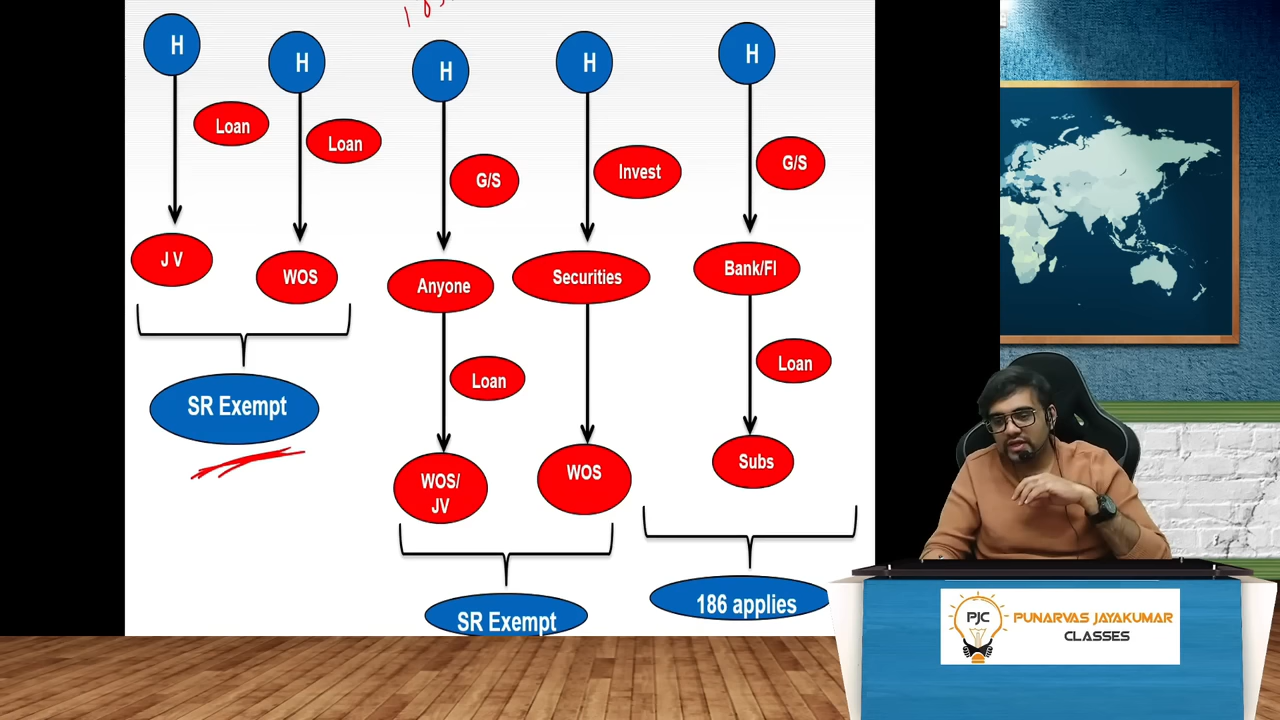 H
Loan
J V
H
Loan
WOS
SR Exempt
H
G/S
Anyone
Loan
WOS/
JV
H
Invest
Securities
WOS
SR Exempt
H
G/S
Bank/FI
Loan
Subs
186 applies
PJC
PUNARVAS JAYAKUMAR
CLASSES